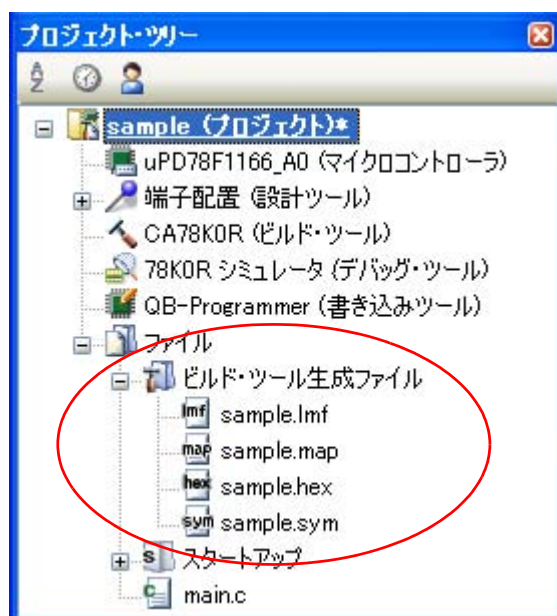 プロジェクト・ツリー
sample (プロジェクト)*
uPD78F1166_A0 (マイクロコントローラ)
端子配置 (設計ツール)
CA78K0R (ビルド・ツール)
78K0R シミュレータ (デバッグ・ツール)
QB-Programmer (書き込みツール)
ファイル
ビルド・ツール生成ファイル
lmf sample.lmf
map sample.map
hex sample.hex
sym sample.sym
S スタートアップ
C main.c